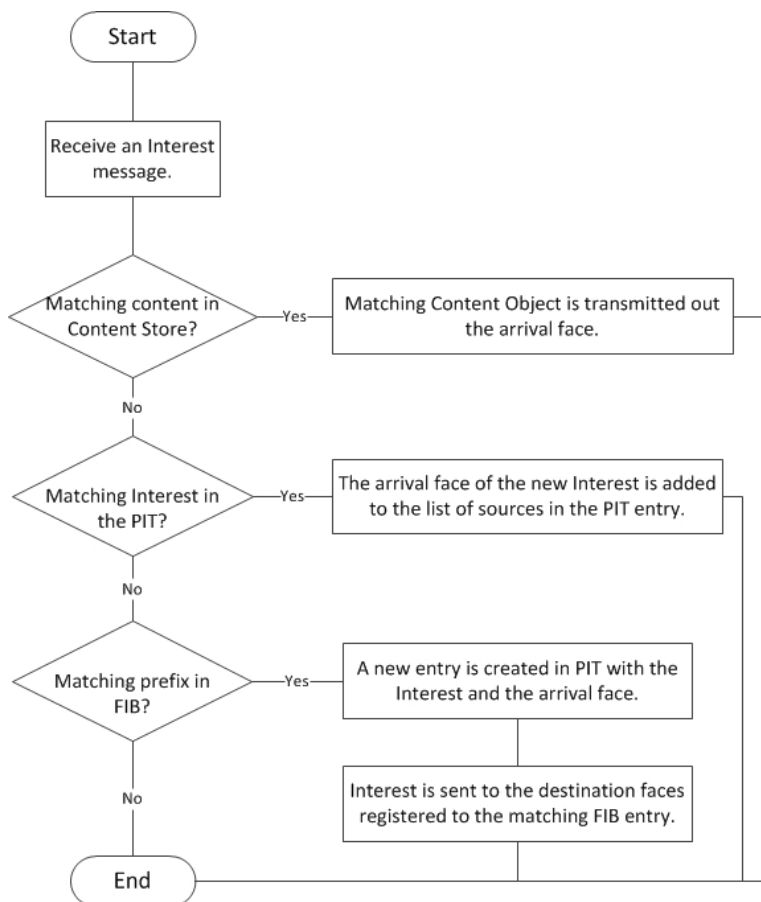 Start
Receive an Interest
message.
Matching content in
Content Store?
Yes
Matching Content Object is transmitted out
the arrival face.
No
Matching Interest in
the PIT?
Yes
The arrival face of the new Interest is added
to the list of sources in the PIT entry.
No
Matching prefix in
FIB?
Yes
A new entry is created in PIT with the
Interest and the arrival face.
No
Interest is sent to the destination faces
registered to the matching FIB entry.
End